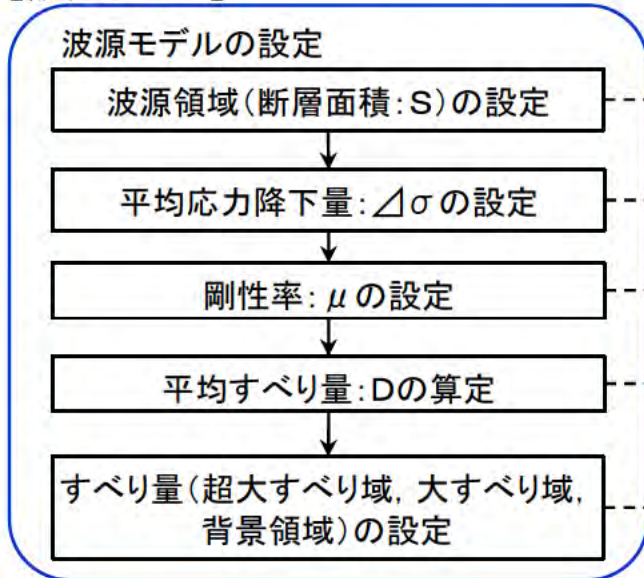 波源モデルの設定
波源領域(断層面積:S)の設定
平均応力降下量:⊿σの設定
剛性率:μの設定
平均すべり量:Dの算定
すべり量(超大すべり域,大すべり域,
背景領域)の設定